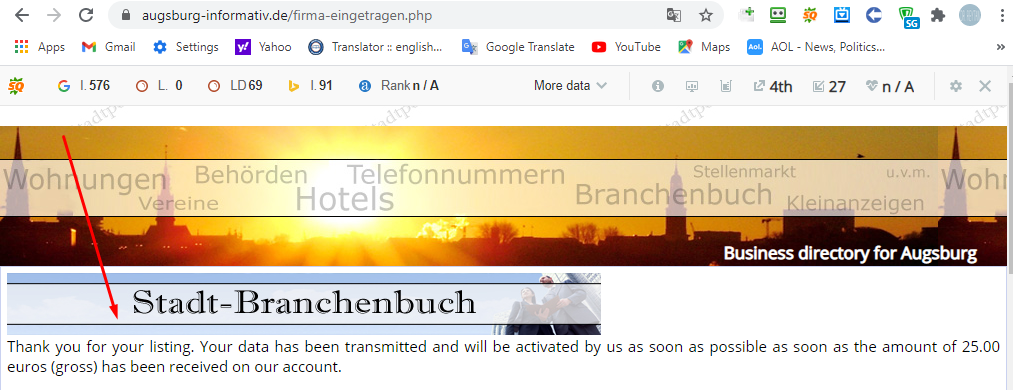 augsburg-informativ.de/firma-eingetragen.php
SG
Apps Gmail Settings Yahoo Translator :: english... Google Translate YouTube Maps Aol. AOL - News, Politics... »
SQ I. 576 L. 0 LD 69 I. 91 a Rank n / A More data 4th 27 n / A
Wohnungen Behörden Telefonnummern Stellenmarkt u.v.m. Wohn
Vereine Hotels Branchenbuch Kleinanzeigen
Business directory for Augsburg
Stadt-Branchenbuch
Thank you for your listing. Your data has been transmitted and will be activated by us as soon as possible as soon as the amount of 25.00
euros (gross) has been received on our account.